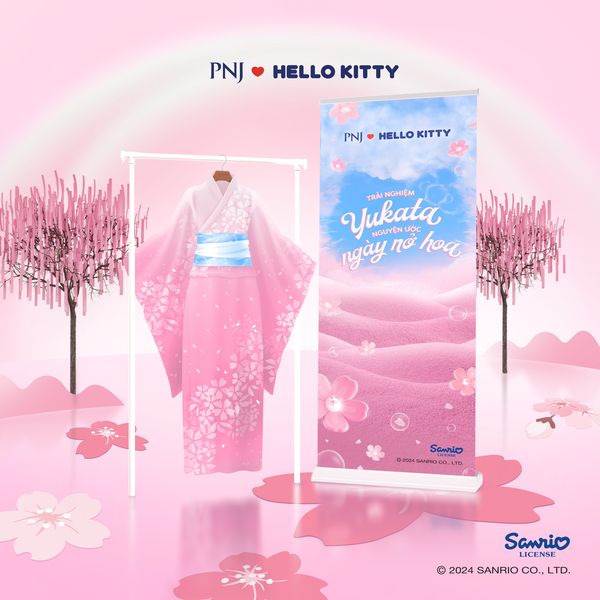 PNJ ♥ HELLO KITTY
PNJ ♥ HELLO KITTY
TRẢI NGHIỆM
Yukata
NGUYỆN ƯỚC
ngày nở hoa
Sanrio
LICENSE
© 2024 SANRIO CO., LTD.
Sanrio
LICENSE
© 2024 SANRIO CO., LTD.